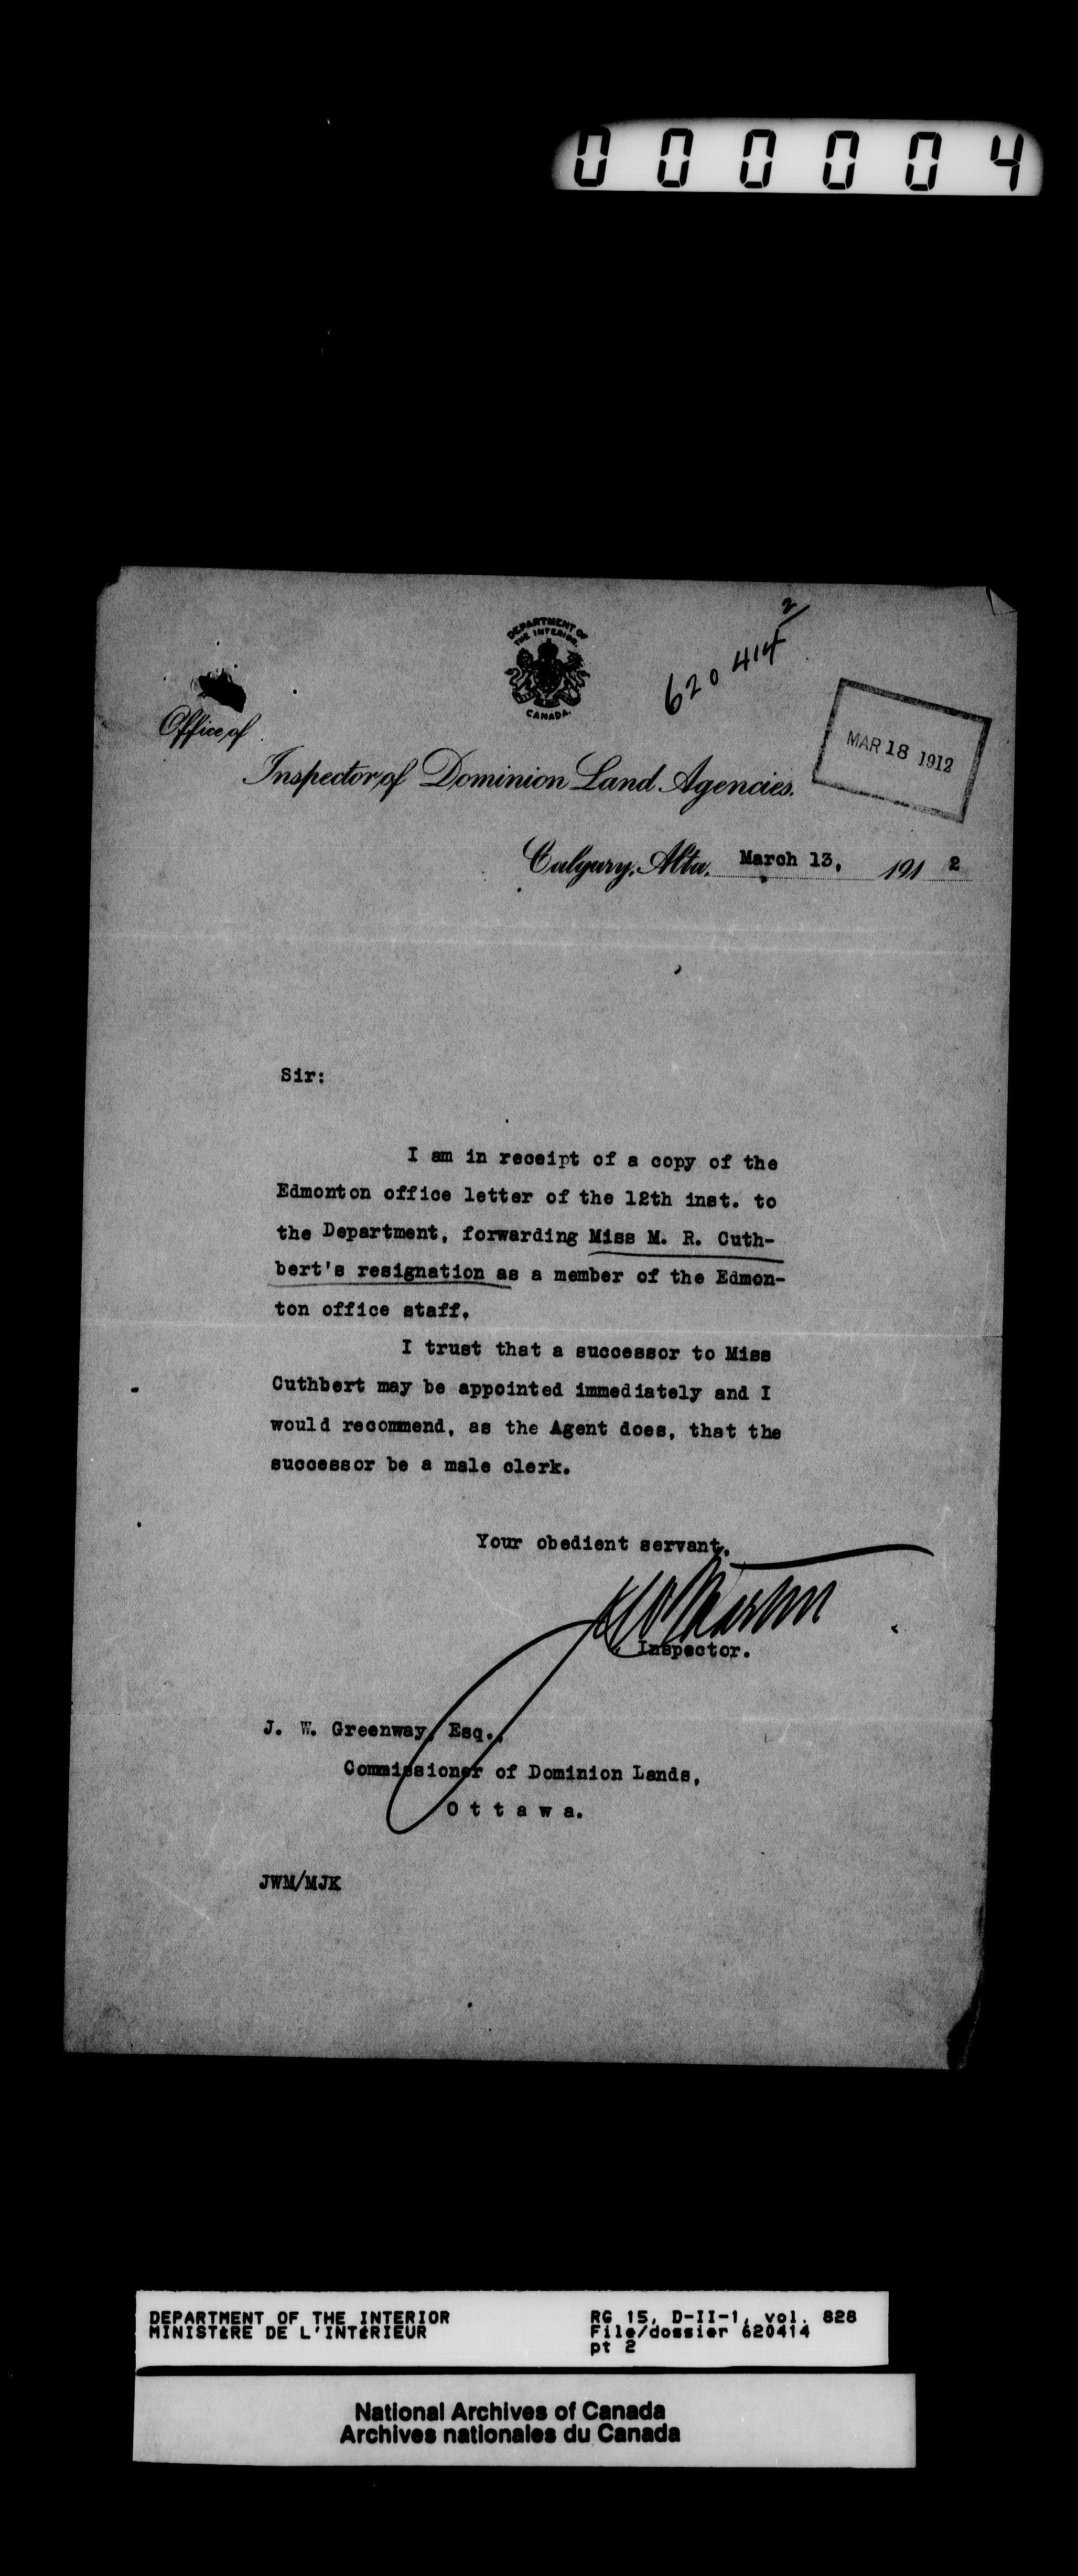 000004
DEPARTMENT OF
THE INTERIOR.
CANADA.
620414 2
Office of
Inspector of Dominion Land Agencies.
MAR 18 1912
Calgary, Alta. March 13, 1912
Sir:
I am in receipt of a copy of the
Edmonton office letter of the 12th inst. to
the Department, forwarding Miss M. R. Cuth-
bert's resignation as a member of the Edmon-
ton office staff.
I trust that a successor to Miss
Cuthbert may be appointed immediately and I
would recommend, as the Agent does, that the
successor be a male clerk.
Your obedient servant,
Martin
Inspector.
J. W. Greenway, Esq.,
Commissioner of Dominion Lands,
Ottawa.
JWM/MJK
DEPARTMENT OF THE INTERIOR
MINISTèRE DE L'INTéRIEUR
RG 15, D-II-1, vol. 828
File/dossier 620414
pt 2
National Archives of Canada
Archives nationales du Canada